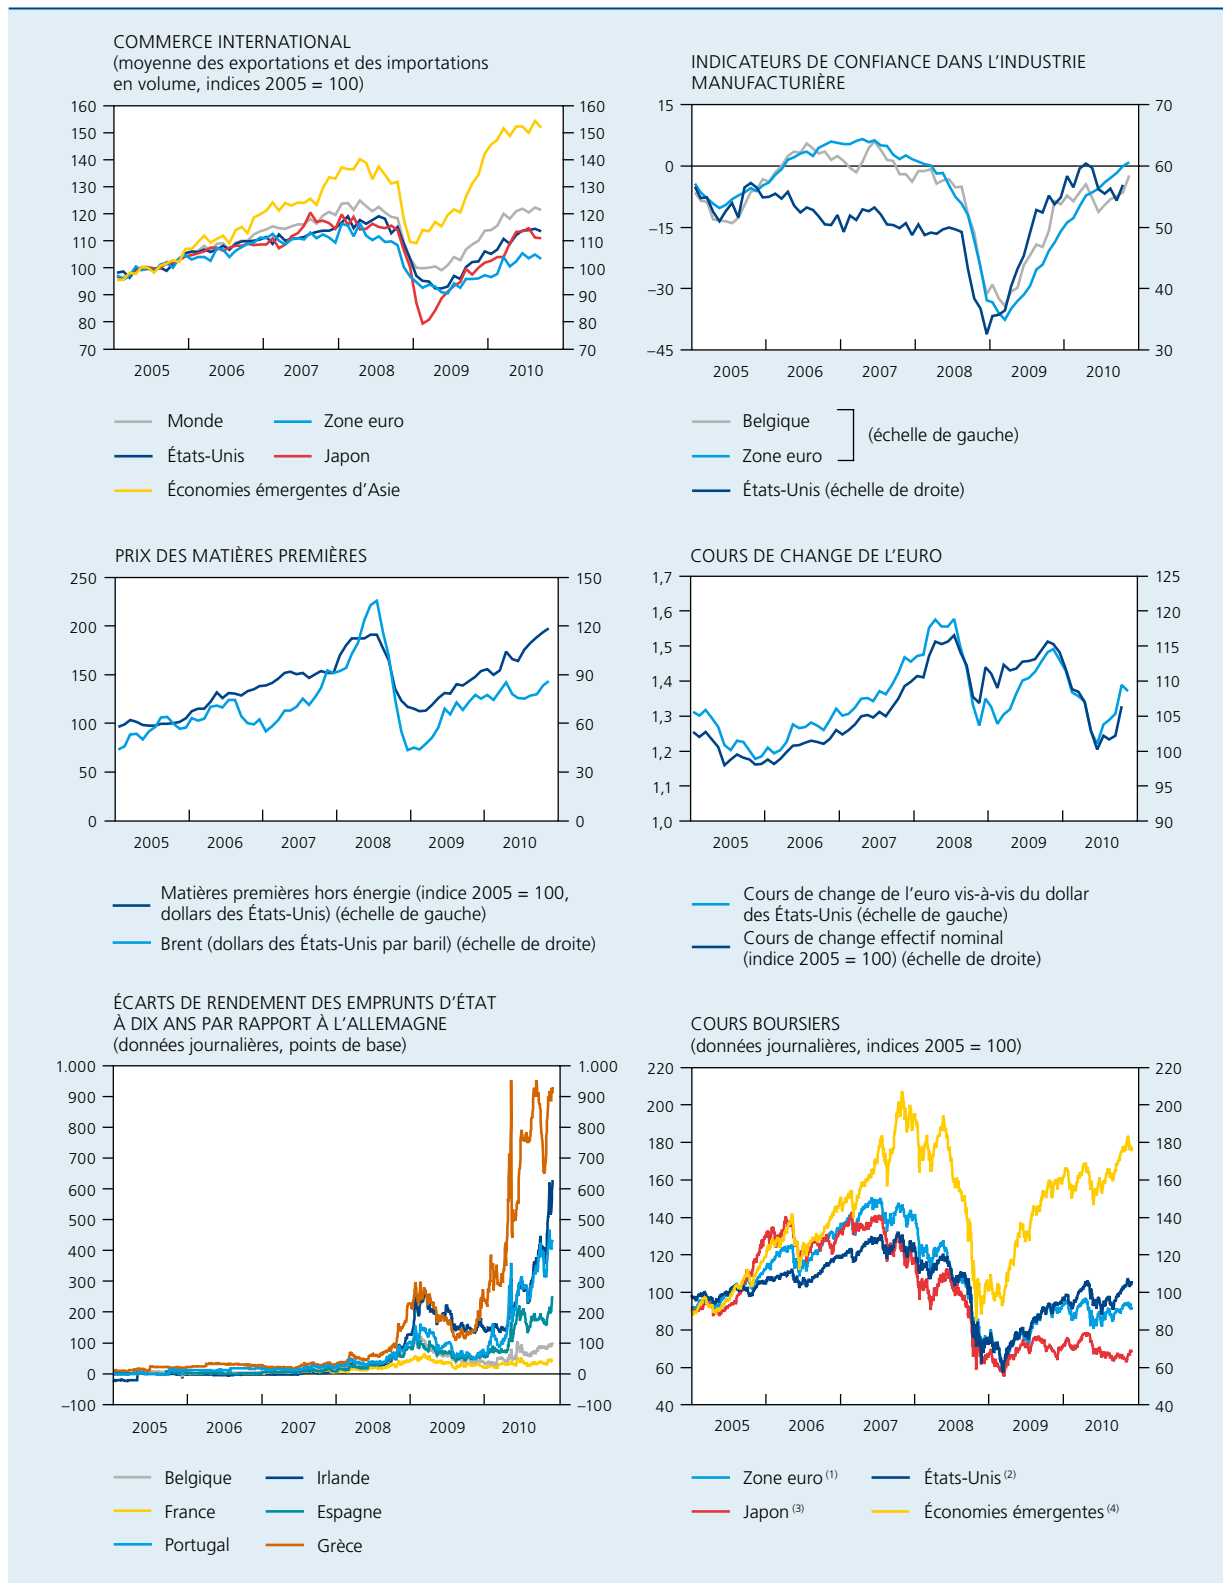 COMMERCE INTERNATIONAL
(moyenne des exportations et des importations
en volume, indices 2005 = 100)
160 160
150 150
140 140
130 130
120 120
110 110
100 100
90 90
80 80
70 70
2005 2006 2007 2008 2009 2010
Monde Zone euro
États-Unis Japon
Économies émergentes d'Asie
INDICATEURS DE CONFIANCE DANS L'INDUSTRIE
MANUFACTURIÈRE
15 70
0 60
–15 50
–30 40
–45 30
2005 2006 2007 2008 2009 2010
Belgique
(échelle de gauche)
Zone euro
États-Unis (échelle de droite)
PRIX DES MATIÈRES PREMIÈRES
250 150
200 120
150 90
100 60
50 30
0 0
2005 2006 2007 2008 2009 2010
Matières premières hors énergie (indice 2005 = 100,
dollars des États-Unis) (échelle de gauche)
Brent (dollars des États-Unis par baril) (échelle de droite)
COURS DE CHANGE DE L'EURO
1,7 125
1,6 120
1,5 115
1,4 110
1,3 105
1,2 100
1,1 95
1,0 90
2005 2006 2007 2008 2009 2010
Cours de change de l'euro vis-à-vis du dollar
des États-Unis (échelle de gauche)
Cours de change effectif nominal
(indice 2005 = 100) (échelle de droite)
ÉCARTS DE RENDEMENT DES EMPRUNTS D'ÉTAT
À DIX ANS PAR RAPPORT À L'ALLEMAGNE
(données journalières, points de base)
1.000 1.000
900 900
800 800
700 700
600 600
500 500
400 400
300 300
200 200
100 100
0 0
–100 –100
2005 2006 2007 2008 2009 2010
Belgique Irlande
France Espagne
Portugal Grèce
COURS BOURSIERS
(données journalières, indices 2005 = 100)
220 220
200 200
180 180
160 160
140 140
120 120
100 100
80 80
60 60
40 40
2005 2006 2007 2008 2009 2010
Zone euro (1) États-Unis (2)
Japon (3) Économies émergentes (4)